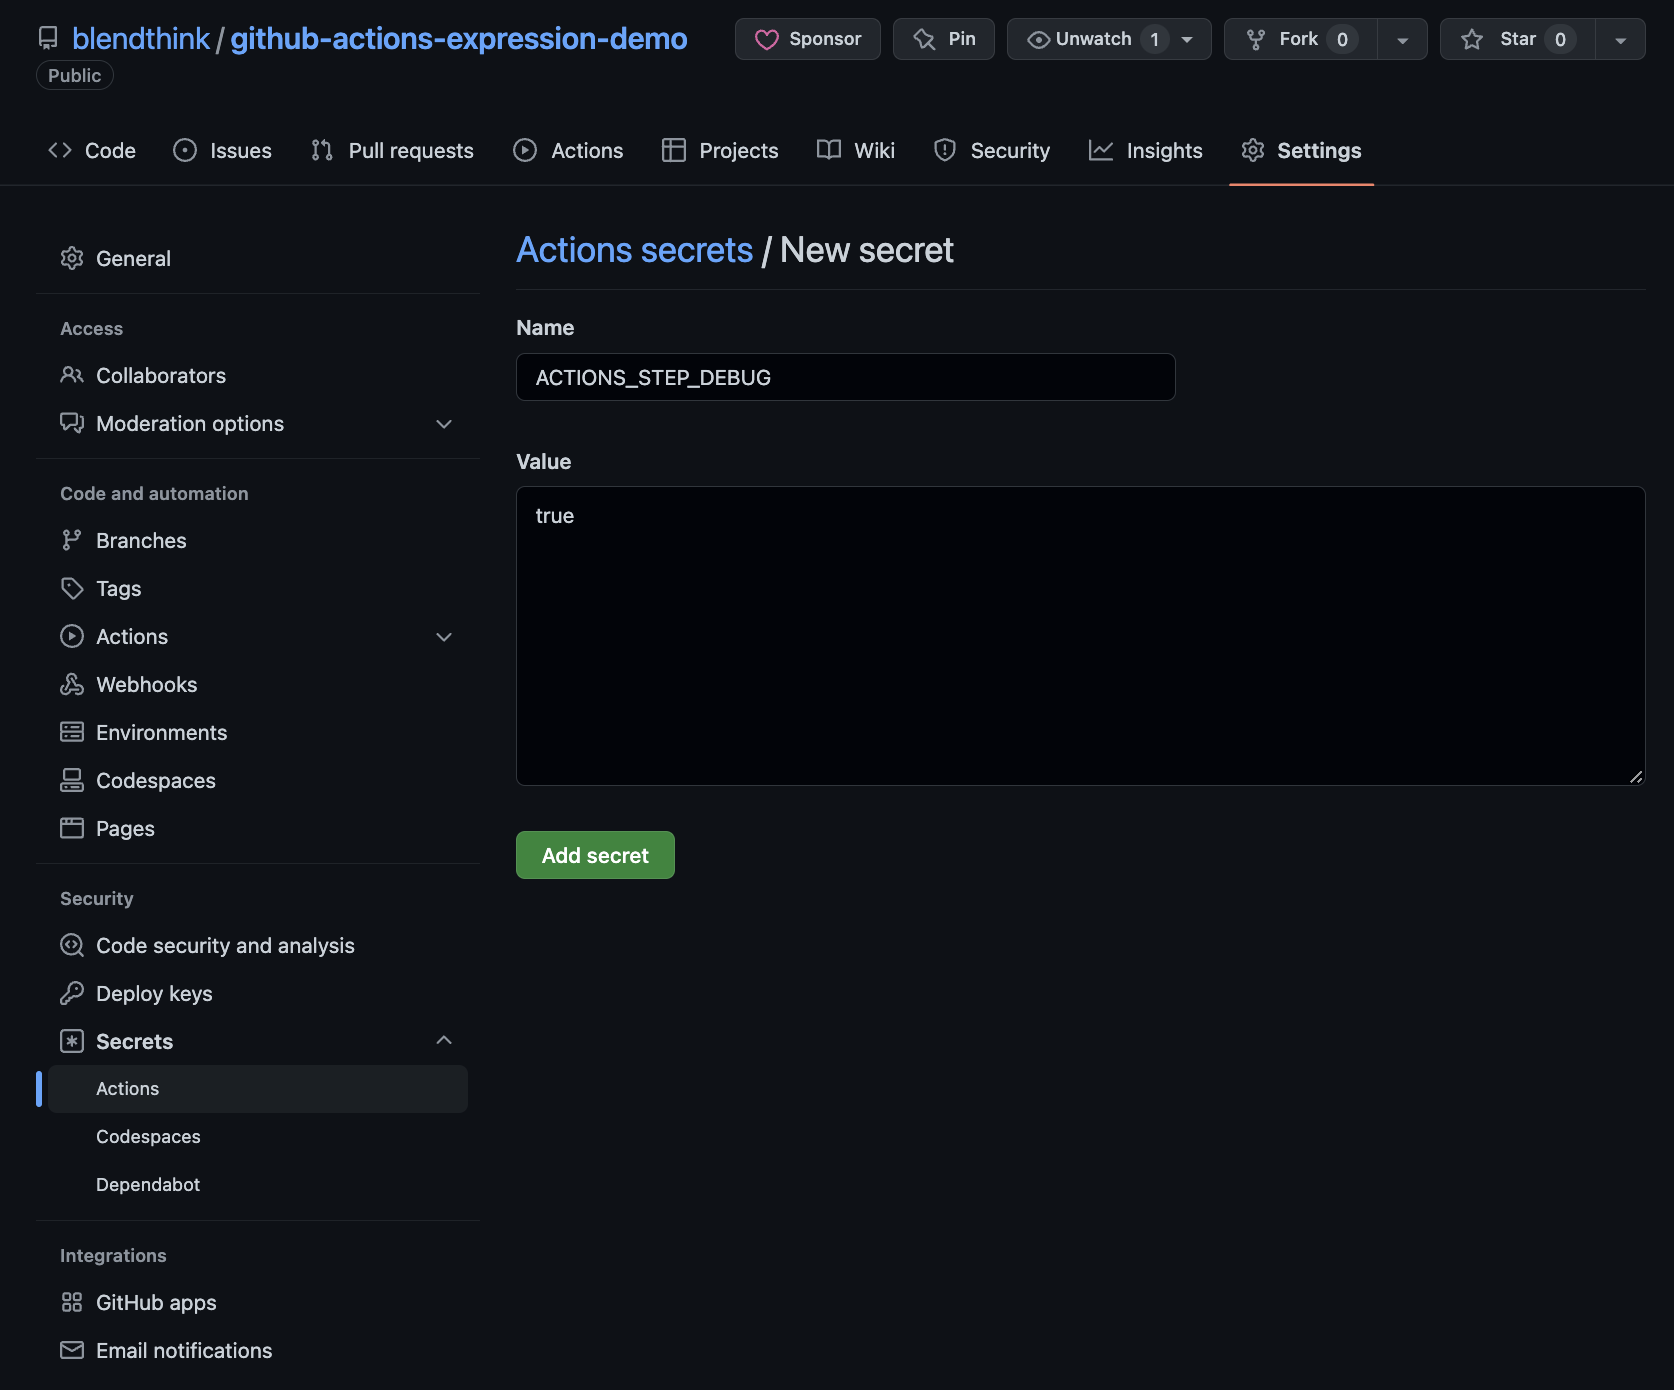 blendthink / github-actions-expression-demo
Public
Sponsor
Pin
Unwatch 1
Fork 0
Star 0
Code
Issues
Pull requests
Actions
Projects
Wiki
Security
Insights
Settings
General
Access
Collaborators
Moderation options
Code and automation
Branches
Tags
Actions
Webhooks
Environments
Codespaces
Pages
Security
Code security and analysis
Deploy keys
Secrets
Actions
Codespaces
Dependabot
Integrations
GitHub apps
Email notifications
Actions secrets / New secret
Name
ACTIONS_STEP_DEBUG
Value
true
Add secret